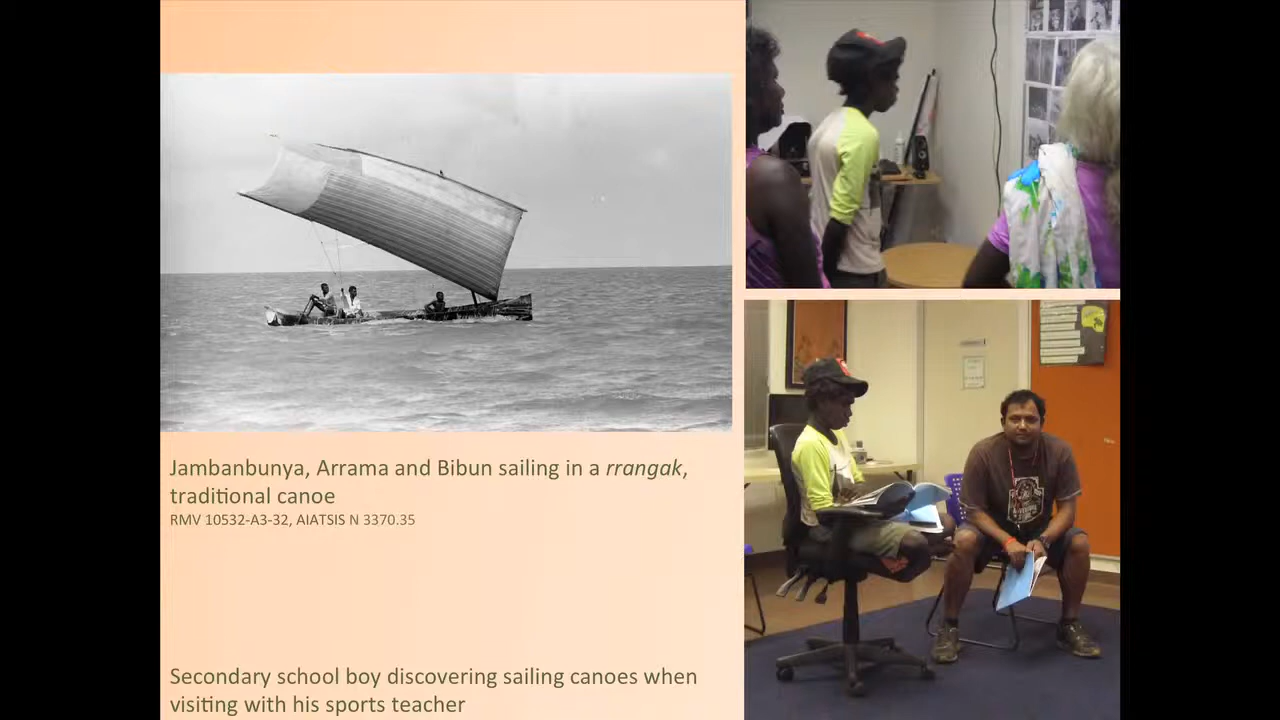 Jambanbunya, Arrama and Bibun sailing in a rrangak,
traditional canoe
RMV 10532-A3-32, AIATSIS N 3370.35
Secondary school boy discovering sailing canoes when
visiting with his sports teacher